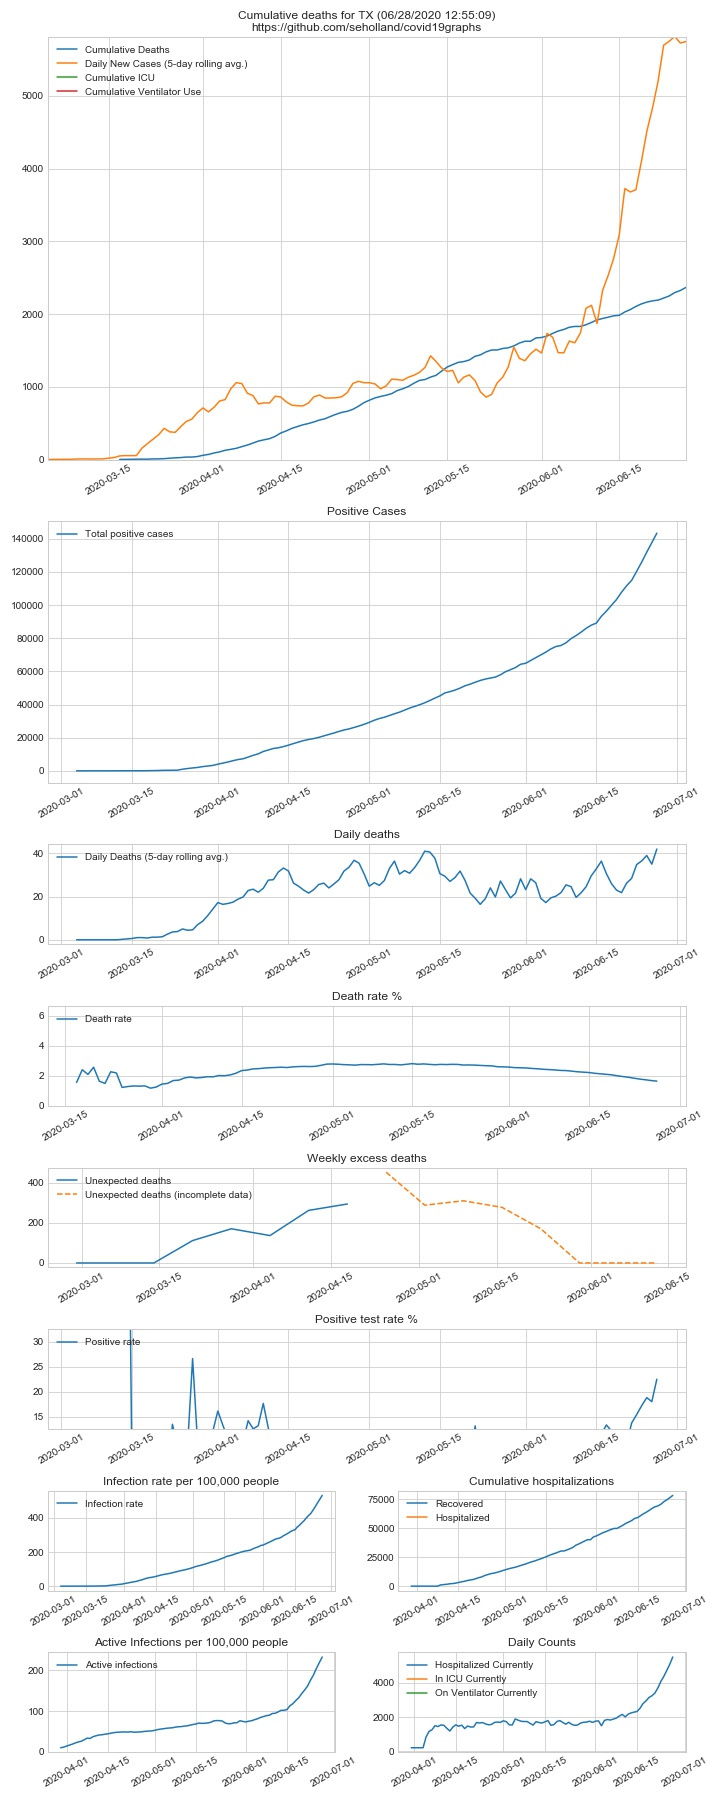 Cumulative deaths for TX (06/28/2020 12:55:09)
https://github.com/seholland/covid19graphs
Cumulative Deaths
Daily New Cases (5-day rolling avg.)
Cumulative ICU
Cumulative Ventilator Use
5000
4000
3000
2000
1000
0
2020-03-15 2020-04-01 2020-04-15 2020-05-01 2020-05-15 2020-06-01 2020-06-15
Positive Cases
Total positive cases
140000
120000
100000
80000
60000
40000
20000
0
2020-03-01 2020-03-15 2020-04-01 2020-04-15 2020-05-01 2020-05-15 2020-06-01 2020-06-15 2020-07-01
Daily deaths
Daily Deaths (5-day rolling avg.)
40
20
0
2020-03-01 2020-03-15 2020-04-01 2020-04-15 2020-05-01 2020-05-15 2020-06-01 2020-06-15 2020-07-01
Death rate %
Death rate
6
4
2
0
2020-03-15 2020-04-01 2020-04-15 2020-05-01 2020-05-15 2020-06-01 2020-06-15 2020-07-01
Weekly excess deaths
Unexpected deaths
Unexpected deaths (incomplete data)
400
200
0
2020-03-01 2020-03-15 2020-04-01 2020-04-15 2020-05-01 2020-05-15 2020-06-01 2020-06-15
Positive test rate %
Positive rate
30
25
20
15
2020-03-01 2020-03-15 2020-04-01 2020-04-15 2020-05-01 2020-05-15 2020-06-01 2020-06-15 2020-07-01
Infection rate per 100,000 people
Infection rate
400
200
0
2020-03-01 2020-03-15 2020-04-01 2020-04-15 2020-05-01 2020-05-15 2020-06-01 2020-06-15 2020-07-01
Cumulative hospitalizations
Recovered
Hospitalized
75000
50000
25000
0
2020-04-01 2020-04-15 2020-05-01 2020-05-15 2020-06-01 2020-06-15 2020-07-01
Active Infections per 100,000 people
Active infections
200
100
0
2020-04-01 2020-04-15 2020-05-01 2020-05-15 2020-06-01 2020-06-15 2020-07-01
Daily Counts
Hospitalized Currently
In ICU Currently
On Ventilator Currently
4000
2000
0
2020-04-01 2020-04-15 2020-05-01 2020-05-15 2020-06-01 2020-06-15 2020-07-01